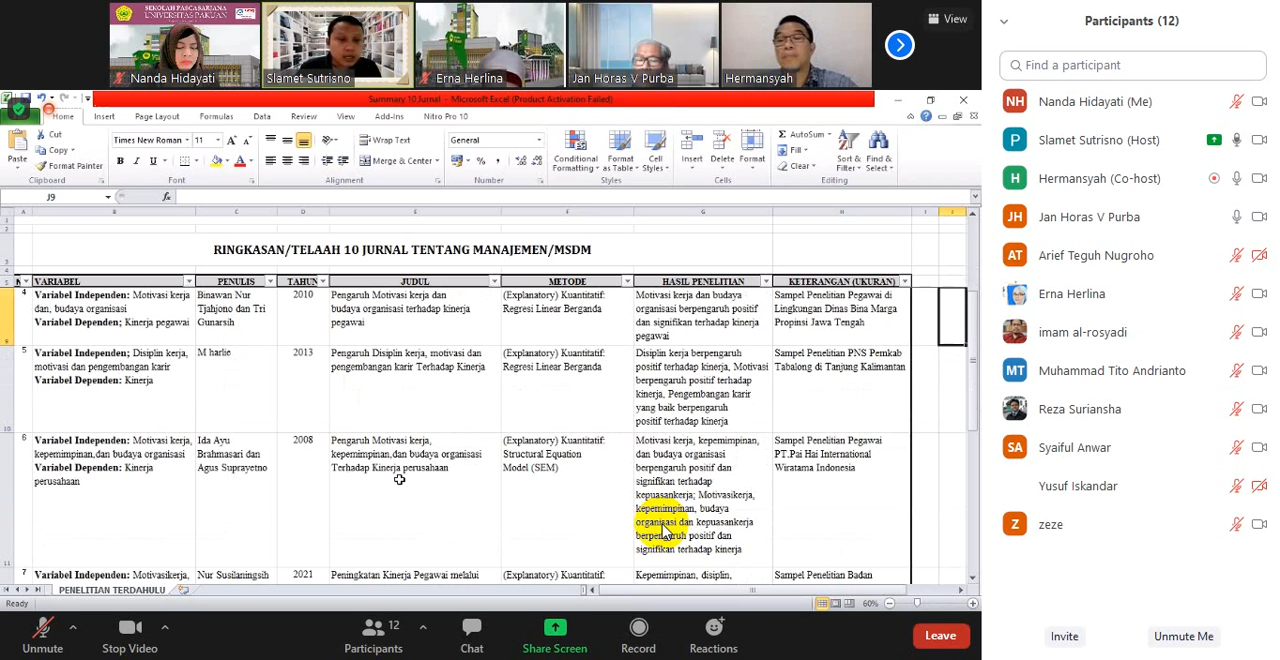 SEKOLAH PASCASARJANA
UNIVERSITAS PAKUAN
Nanda Hidayati
Slamet Sutrisno
Erna Herlina
Jan Horas V Purba
Hermansyah
View
Summary 10 Jurnal - Microsoft Excel (Product Activation Failed)
Home Insert Page Layout Formulas Data Review View Add-Ins Nitro Pro 10
Paste
Cut
Copy
Format Painter
Clipboard
Times New Roman 11
B I U
Font
Wrap Text
Merge & Center
Alignment
General
Number
Conditional Formatting
Format as Table
Cell Styles
Styles
Insert Delete Format
Cells
AutoSum
Fill
Clear
Sort & Filter
Find & Select
Editing
J9
fx
A B C D E F G H I J
RINGKASAN/TELAAH 10 JURNAL TENTANG MANAJEMEN/MSDM
N VARIABEL PENULIS TAHUN JUDUL METODE HASIL PENELITIAN KETERANGAN (UKURAN)
4
Variabel Independen: Motivasi kerja
dan, budaya organisasi
Variabel Dependen; Kinerja pegawai
Binawan Nur
Tjahjono dan Tri
Gunarsih
2010
Pengaruh Motivasi kerja dan
budaya organisasi terhadap kinerja
pegawai
(Explanatory) Kuantitatif:
Regresi Linear Berganda
Motivasi kerja dan budaya
organisasi berpengaruh positif
dan signifikan terhadap kinerja
pegawai
Sampel Penelitian Pegawai di
Lingkungan Dinas Bina Marga
Propinsi Jawa Tengah
5
Variabel Independen; Disiplin kerja,
motivasi dan pengembangan karir
Variabel Dependen: Kinerja
M harlie
2013
Pengaruh Disiplin kerja, motivasi dan
pengembangan karir Terhadap Kinerja
(Explanatory) Kuantitatif:
Regresi Linear Berganda
Disiplin kerja berpengaruh
positif terhadap kinerja, Motivasi
berpengaruh positif terhadap
kinerja, Pengembangan karir
yang baik berpengaruh
positif terhadap kinerja
Sampel Penelitian PNS Pemkab
Tabalong di Tanjung Kalimantan
6
Variabel Independen: Motivasi kerja,
kepemimpinan,dan budaya organisasi
Variabel Dependen: Kinerja
perusahaan
Ida Ayu
Brahmasari dan
Agus Suprayetno
2008
Pengaruh Motivasi kerja,
kepemimpinan,dan budaya organisasi
Terhadap Kinerja perusahaan
(Explanatory) Kuantitatif:
Structural Equation
Model (SEM)
Motivasi kerja, kepemimpinan,
dan budaya organisasi
berpengaruh positif dan
signifikan terhadap
kepuasankerja; Motivasikerja,
kepemimpinan, budaya
organisasi dan kepuasankerja
berpengaruh positif dan
signifikan terhadap kinerja
Sampel Penelitian Pegawai
PT.Pai Hai International
Wiratama Indonesia
7
Variabel Independen: Motivasikerja,
Nur Susilaningsih
2021
Peningkatan Kinerja Pegawai melalui
(Explanatory) Kuantitatif:
Kepemimpinan, disiplin,
Sampel Penelitian Badan
PENELITIAN TERDAHULU
Ready
60%
Unmute
Stop Video
12
Participants
Chat
Share Screen
Record
Reactions
Leave
Participants (12)
Find a participant
NH Nanda Hidayati (Me)
P Slamet Sutrisno (Host)
H Hermansyah (Co-host)
JH Jan Horas V Purba
AT Arief Teguh Nugroho
Erna Herlina
imam al-rosyadi
MT Muhammad Tito Andrianto
Reza Suriansha
SA Syaiful Anwar
Yusuf Iskandar
Z zeze
Invite
Unmute Me